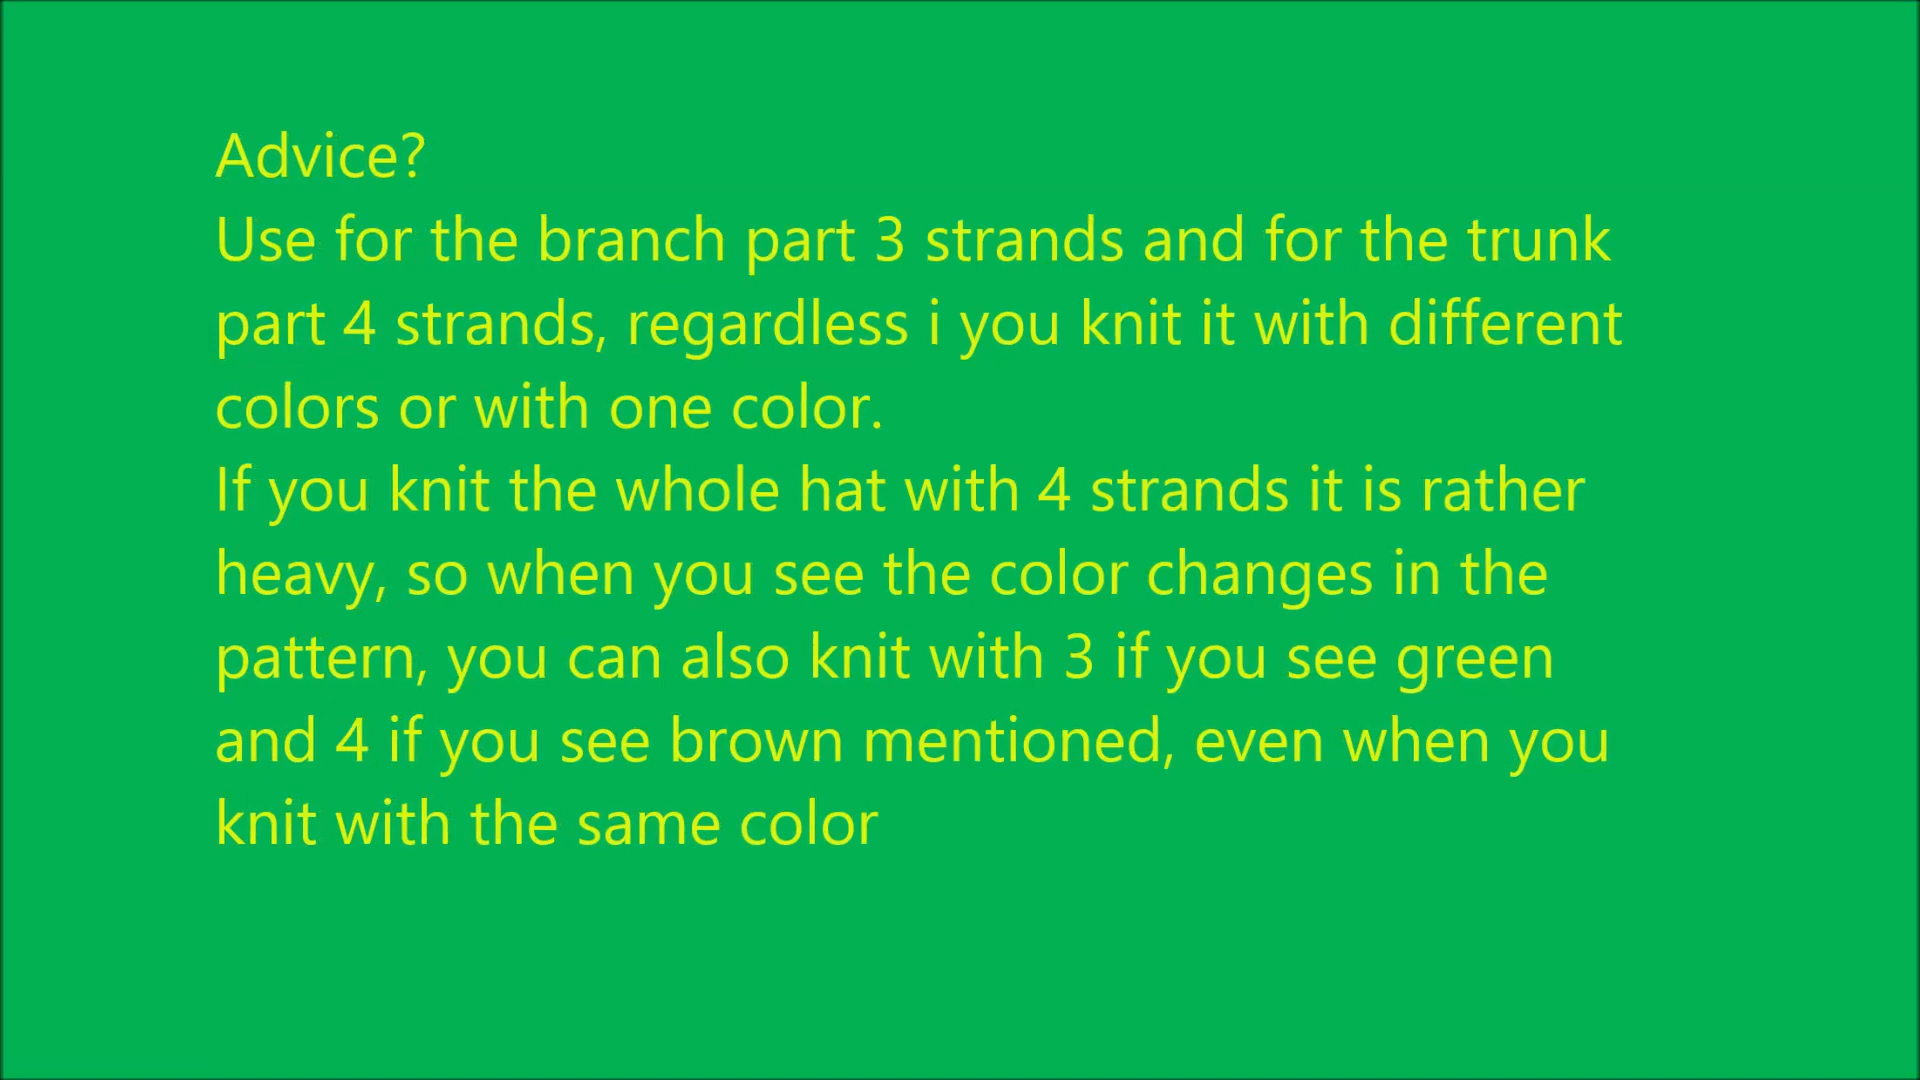 Advice?
Use for the branch part 3 strands and for the trunk
part 4 strands, regardless i you knit it with different
colors or with one color.
If you knit the whole hat with 4 strands it is rather
heavy, so when you see the color changes in the
pattern, you can also knit with 3 if you see green
and 4 if you see brown mentioned, even when you
knit with the same color